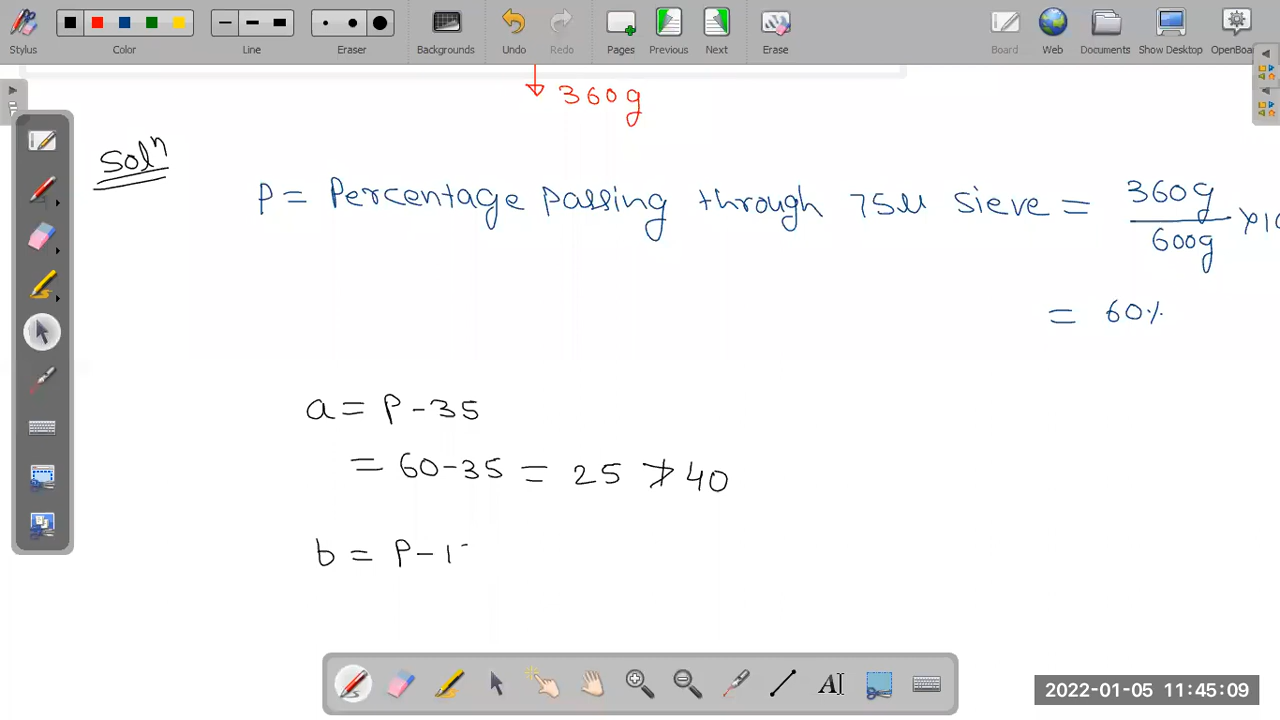 Stylus Color Line Eraser Backgrounds Undo Redo Pages Previous Next Erase Board Web Documents Show Desktop OpenBoa
360g
Solⁿ
P = Percentage passing through 75μ sieve = 360g/600g ×10
= 60%
a = P - 35
= 60 - 35 = 25 ≯ 40
b = P - 1
2022-01-05 11:45:09